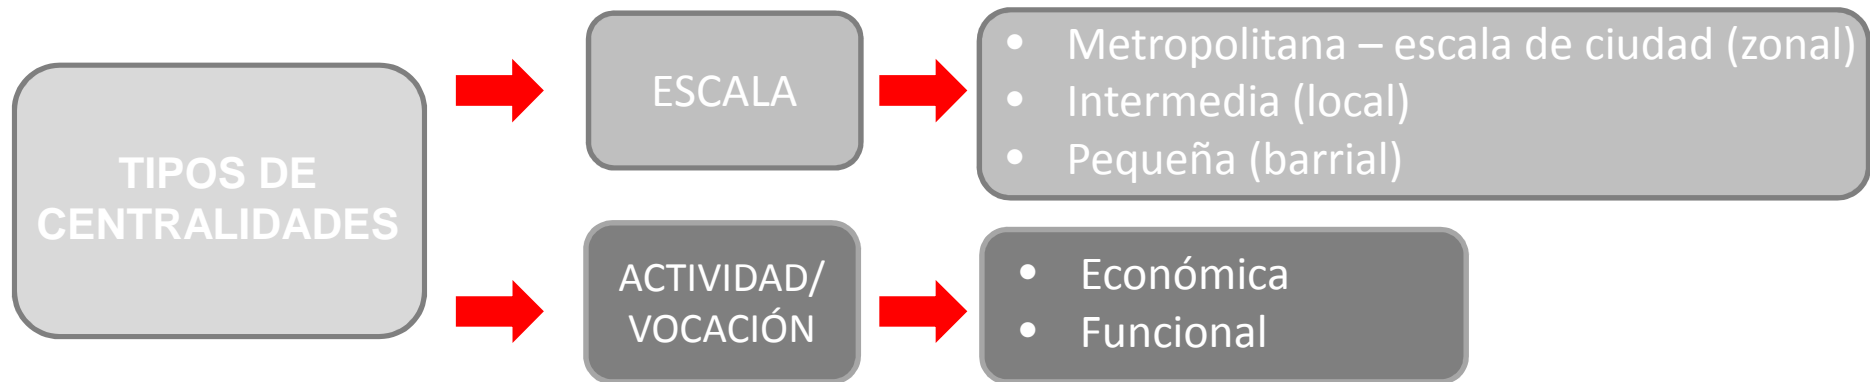 TIPOS DE
CENTRALIDADES
ESCALA
• Metropolitana – escala de ciudad (zonal)
• Intermedia (local)
• Pequeña (barrial)
ACTIVIDAD/
VOCACIÓN
• Económica
• Funcional